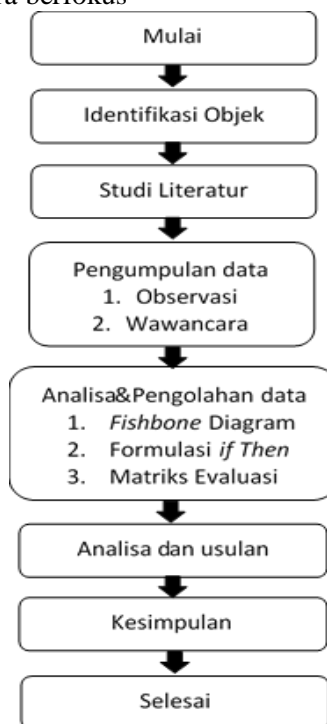 berfokus
Mulai
Identifikasi Objek
Studi Literatur
Pengumpulan data
1. Observasi
2. Wawancara
Analisa&Pengolahan data
1. Fishbone Diagram
2. Formulasi if Then
3. Matriks Evaluasi
Analisa dan usulan
Kesimpulan
Selesai